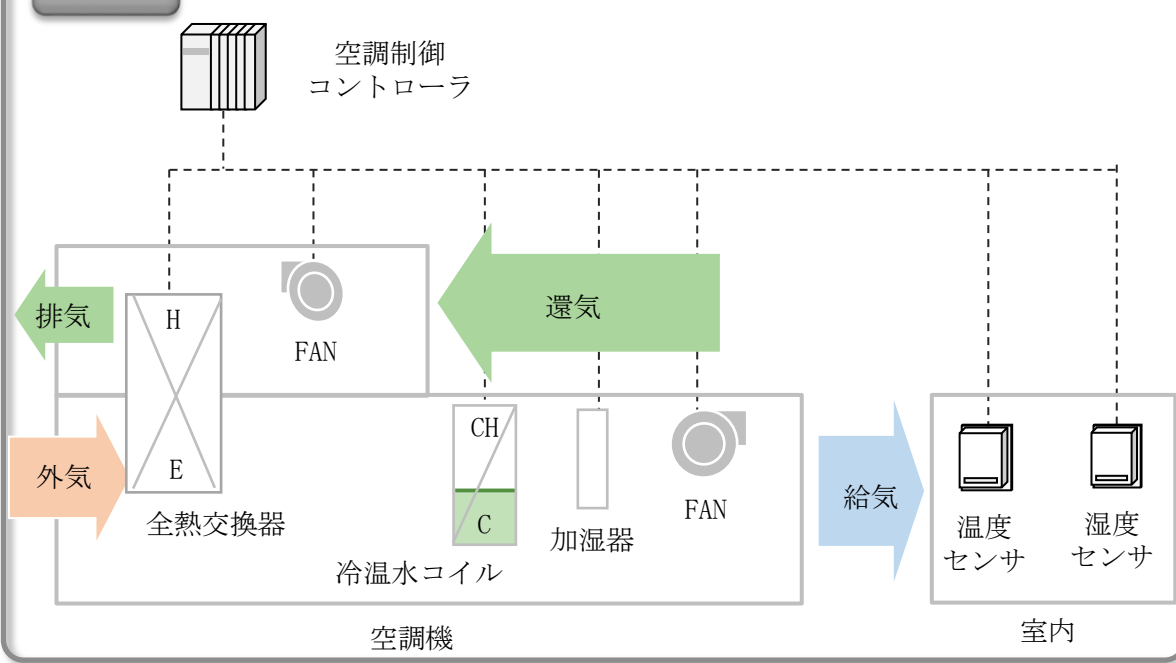 空調制御
コントローラ
排気
H
FAN
還気
外気
E
全熱交換器
CH
C
冷温水コイル
加湿器
FAN
給気
温度
センサ
湿度
センサ
空調機
室内